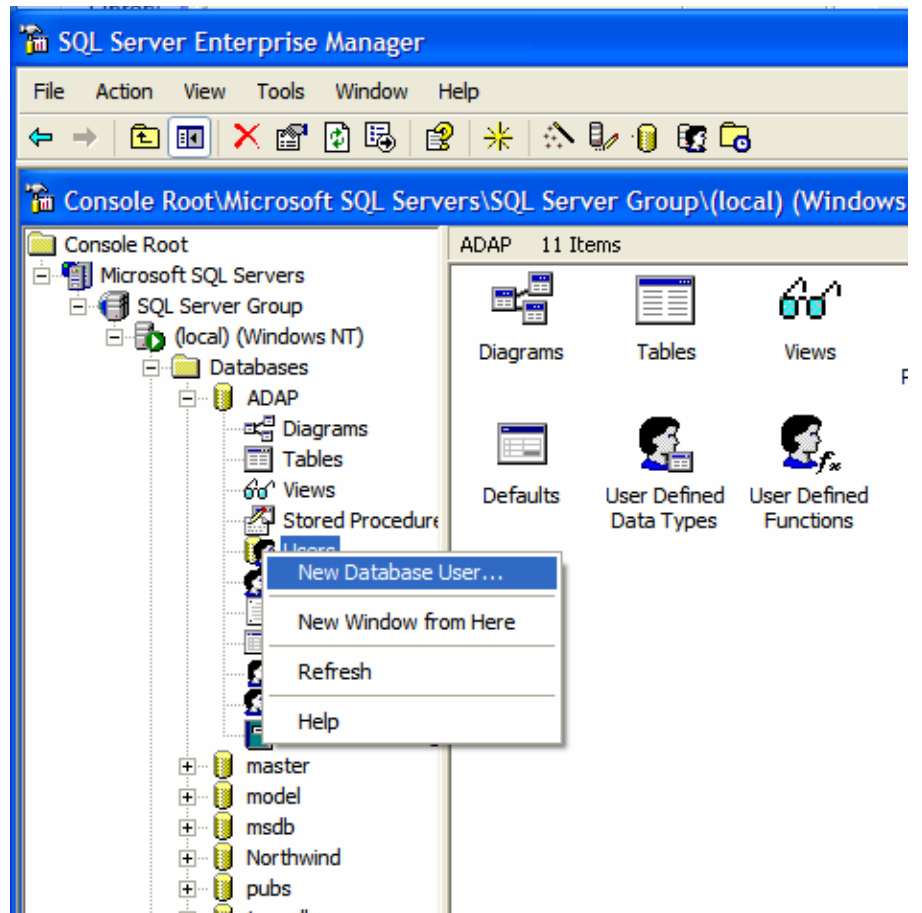 SQL Server Enterprise Manager
File Action View Tools Window Help
Console Root\Microsoft SQL Servers\SQL Server Group\(local) (Windows
Console Root
Microsoft SQL Servers
SQL Server Group
(local) (Windows NT)
Databases
ADAP
Diagrams
Tables
Views
Stored Procedure
Users
New Database User...
New Window from Here
Refresh
Help
master
model
msdb
Northwind
pubs
ADAP 11 Items
Diagrams
Tables
Views
Defaults
User Defined
Data Types
User Defined
Functions